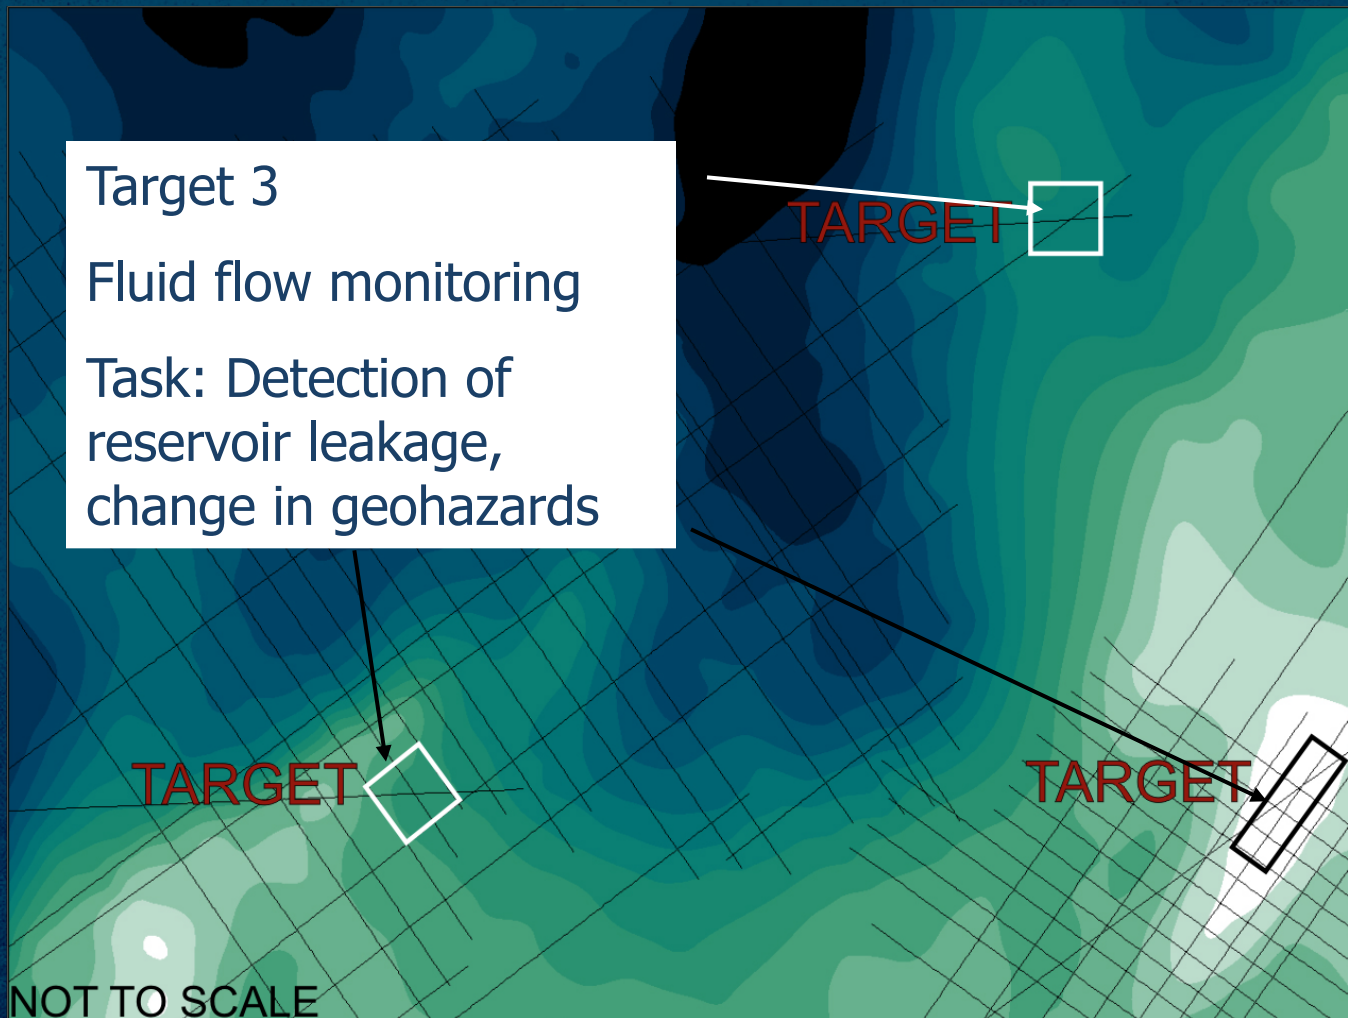 Target 3
Fluid flow monitoring
Task: Detection of
reservoir leakage,
change in geohazards
TARGET
TARGET
TARGET
NOT TO SCALE